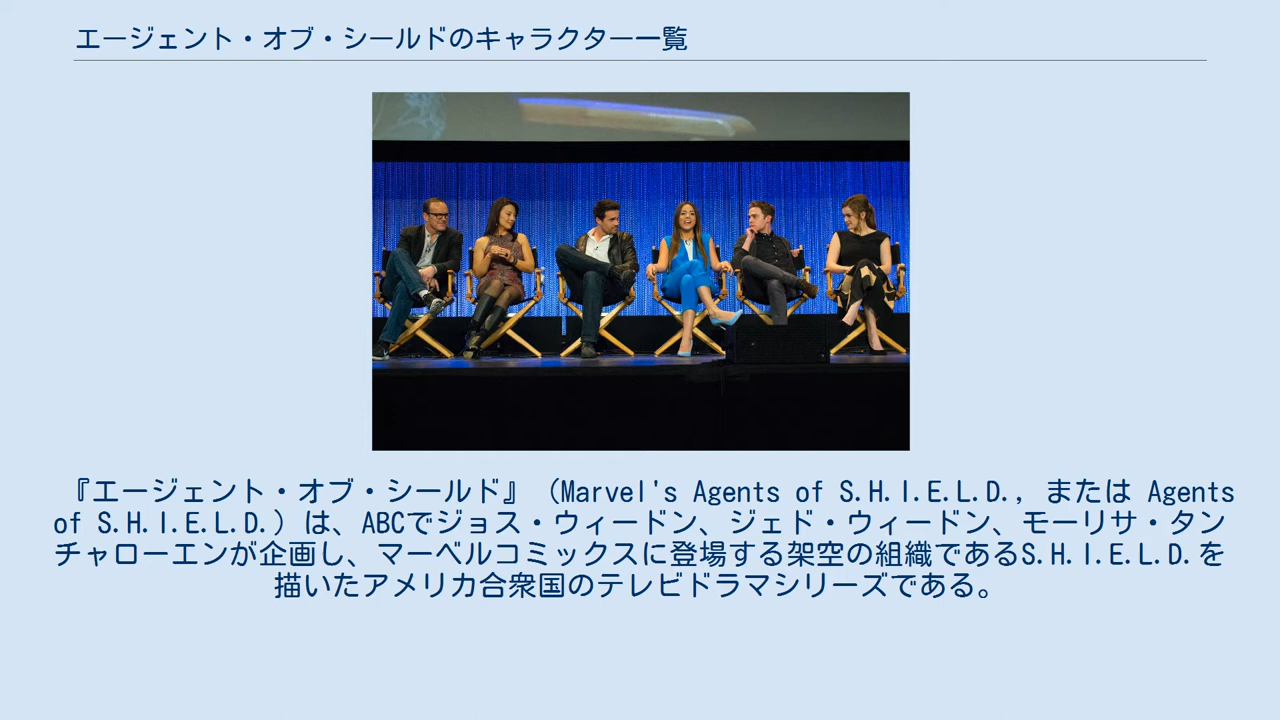 エージェント・オブ・シールドのキャラクター一覧
『エージェント・オブ・シールド』（Marvel's Agents of S.H.I.E.L.D., または Agents
of S.H.I.E.L.D.）は、ABCでジョス・ウィードン、ジェド・ウィードン、モーリサ・タン
チャローエンが企画し、マーベルコミックスに登場する架空の組織であるS.H.I.E.L.D.を
描いたアメリカ合衆国のテレビドラマシリーズである。